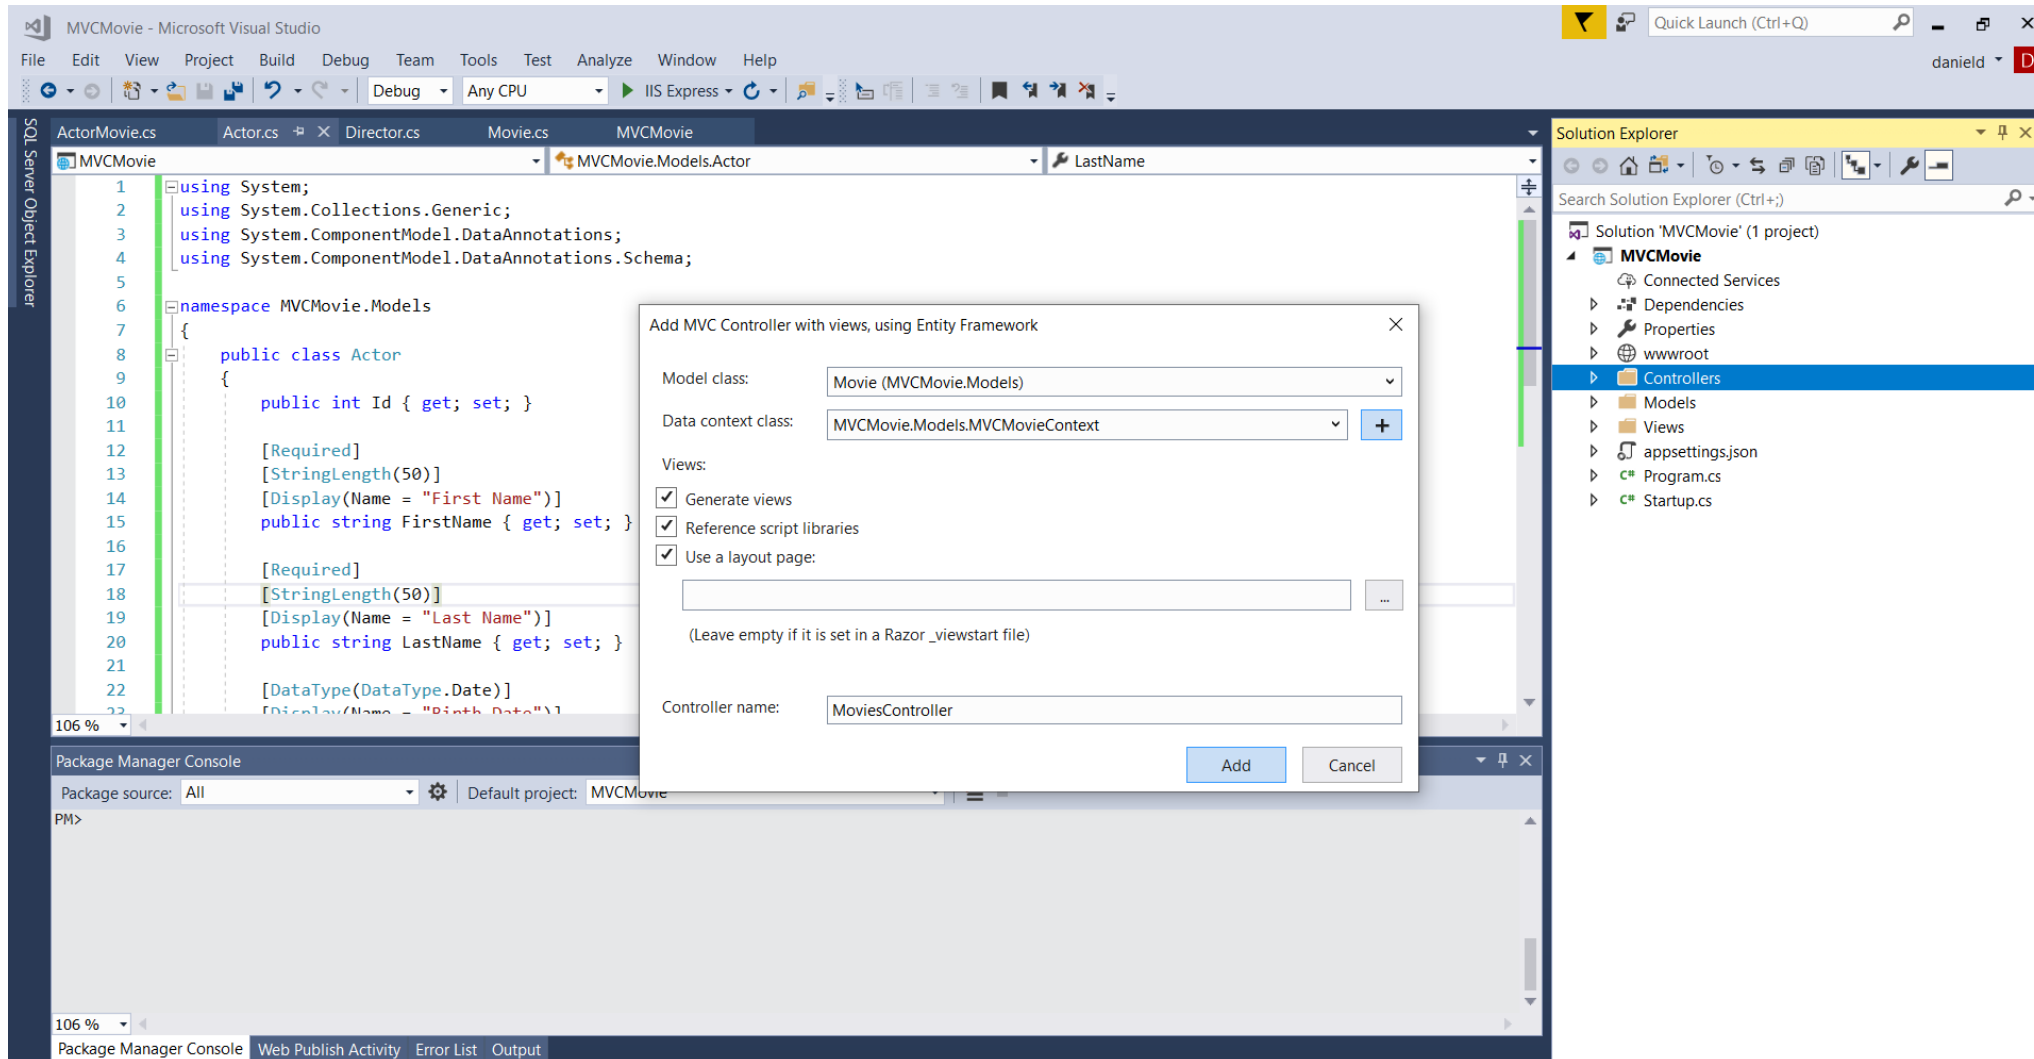 MVCMovie - Microsoft Visual Studio
Quick Launch (Ctrl+Q)
File Edit View Project Build Debug Team Tools Test Analyze Window Help
danield D
Debug Any CPU IIS Express
SQL Server Object Explorer
ActorMovie.cs Actor.cs Director.cs Movie.cs MVCMovie
MVCMovie MVCMovie.Models.Actor LastName
1 using System;
2 using System.Collections.Generic;
3 using System.ComponentModel.DataAnnotations;
4 using System.ComponentModel.DataAnnotations.Schema;
5
6 namespace MVCMovie.Models
7 {
8 public class Actor
9 {
10 public int Id { get; set; }
11
12 [Required]
13 [StringLength(50)]
14 [Display(Name = "First Name")]
15 public string FirstName { get; set; }
16
17 [Required]
18 [StringLength(50)]
19 [Display(Name = "Last Name")]
20 public string LastName { get; set; }
21
22 [DataType(DataType.Date)]
23 [Display(Name = "Birth Date")]
106 %
Add MVC Controller with views, using Entity Framework
Model class: Movie (MVCMovie.Models)
Data context class: MVCMovie.Models.MVCMovieContext +
Views:
Generate views
Reference script libraries
Use a layout page:
...
(Leave empty if it is set in a Razor _viewstart file)
Controller name: MoviesController
Add Cancel
Package Manager Console
Package source: All Default project: MVCMovie
PM>
106 %
Package Manager Console Web Publish Activity Error List Output
Solution Explorer
Search Solution Explorer (Ctrl+;)
Solution 'MVCMovie' (1 project)
MVCMovie
Connected Services
Dependencies
Properties
wwwroot
Controllers
Models
Views
appsettings.json
C# Program.cs
C# Startup.cs